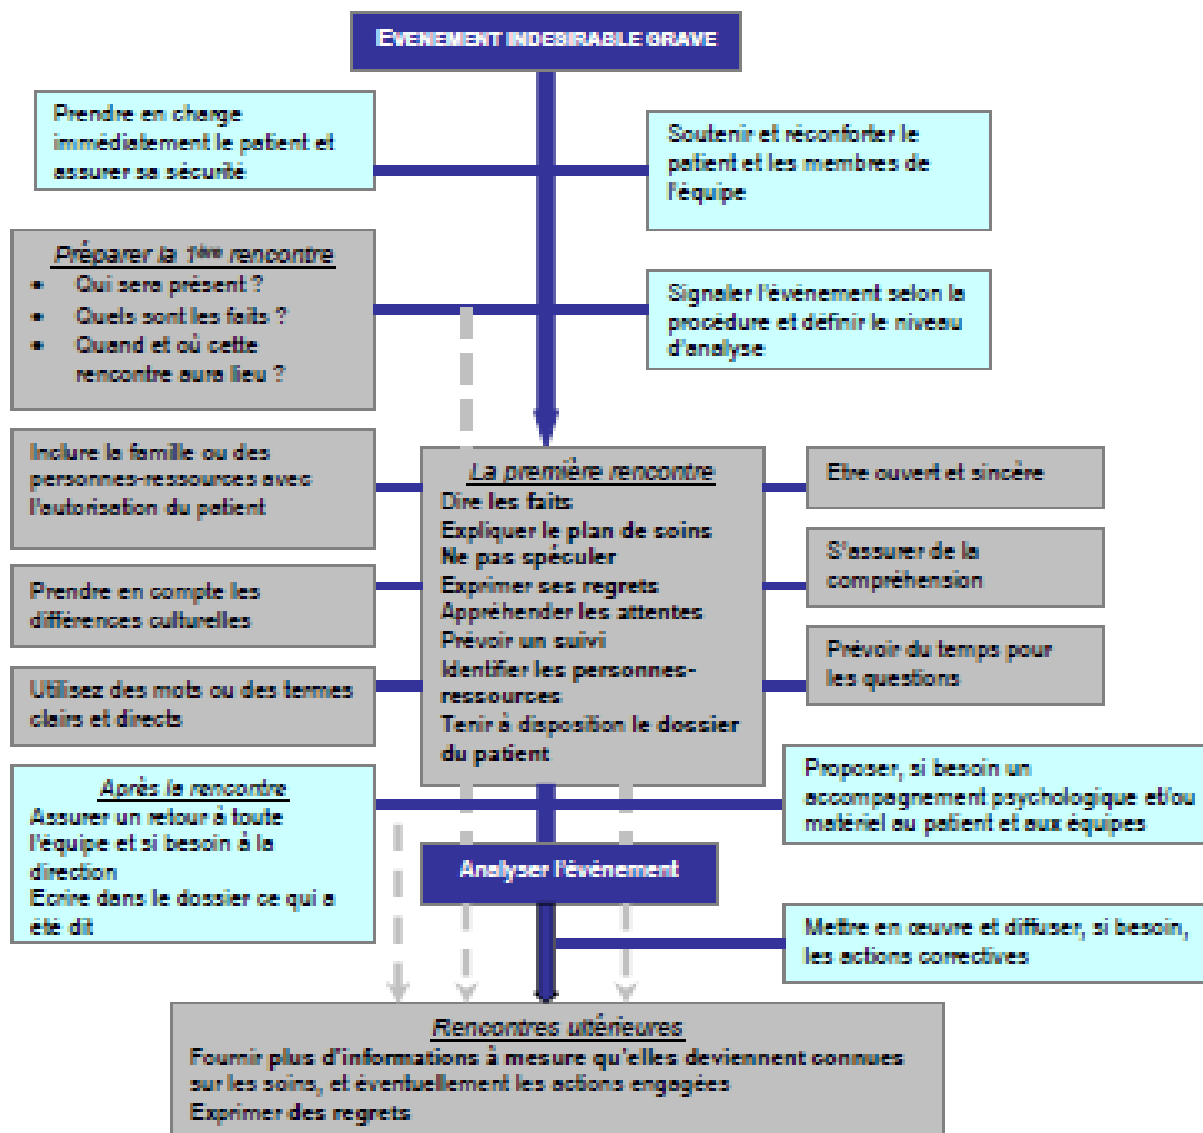 EVENEMENT INDESIRABLE GRAVE
Prendre en charge
immédiatement le patient et
assurer sa sécurité
Soutenir et réconforter le
patient et les membres de
l'équipe
Préparer la 1ère rencontre
• Qui sera présent ?
• Quels sont les faits ?
• Quand et où cette
rencontre aura lieu ?
Signaler l'événement selon la
procédure et définir le niveau
d'analyse
Inclure la famille ou des
personnes-ressources avec
l'autorisation du patient
Prendre en compte les
différences culturelles
Utilisez des mots ou des termes
clairs et directs
La première rencontre
Dire les faits
Expliquer le plan de soins
Ne pas spéculer
Exprimer ses regrets
Appréhender les attentes
Prévoir un suivi
Identifier les personnes-
ressources
Tenir à disposition le dossier
du patient
Etre ouvert et sincère
S'assurer de la
compréhension
Prévoir du temps pour
les questions
Après la rencontre
Assurer un retour à toute
l'équipe et si besoin à la
direction
Ecrire dans le dossier ce qui a
été dit
Proposer, si besoin un
accompagnement psychologique et/ou
matériel au patient et aux équipes
Analyser l'événement
Mettre en œuvre et diffuser, si besoin,
les actions correctives
Rencontres ultérieures
Fournir plus d'informations à mesure qu'elles deviennent connues
sur les soins, et éventuellement les actions engagées
Exprimer des regrets